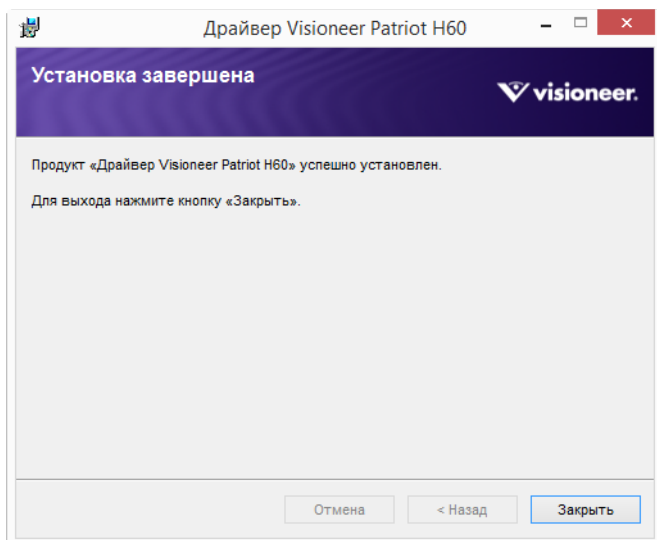 Драйвер Visioneer Patriot H60
Установка завершена
visioneer.
Продукт «Драйвер Visioneer Patriot H60» успешно установлен.
Для выхода нажмите кнопку «Закрыть».
Отмена
< Назад
Закрыть